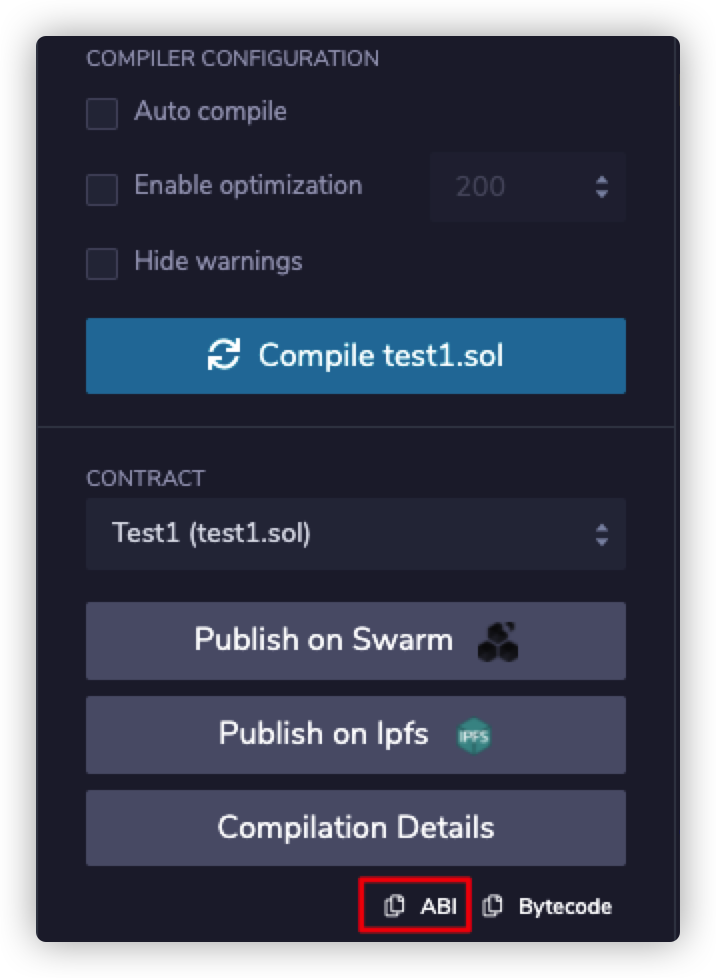 COMPILER CONFIGURATION
Auto compile
Enable optimization 200
Hide warnings
Compile test1.sol
CONTRACT
Test1 (test1.sol)
Publish on Swarm
Publish on Ipfs IPFS
Compilation Details
ABI Bytecode